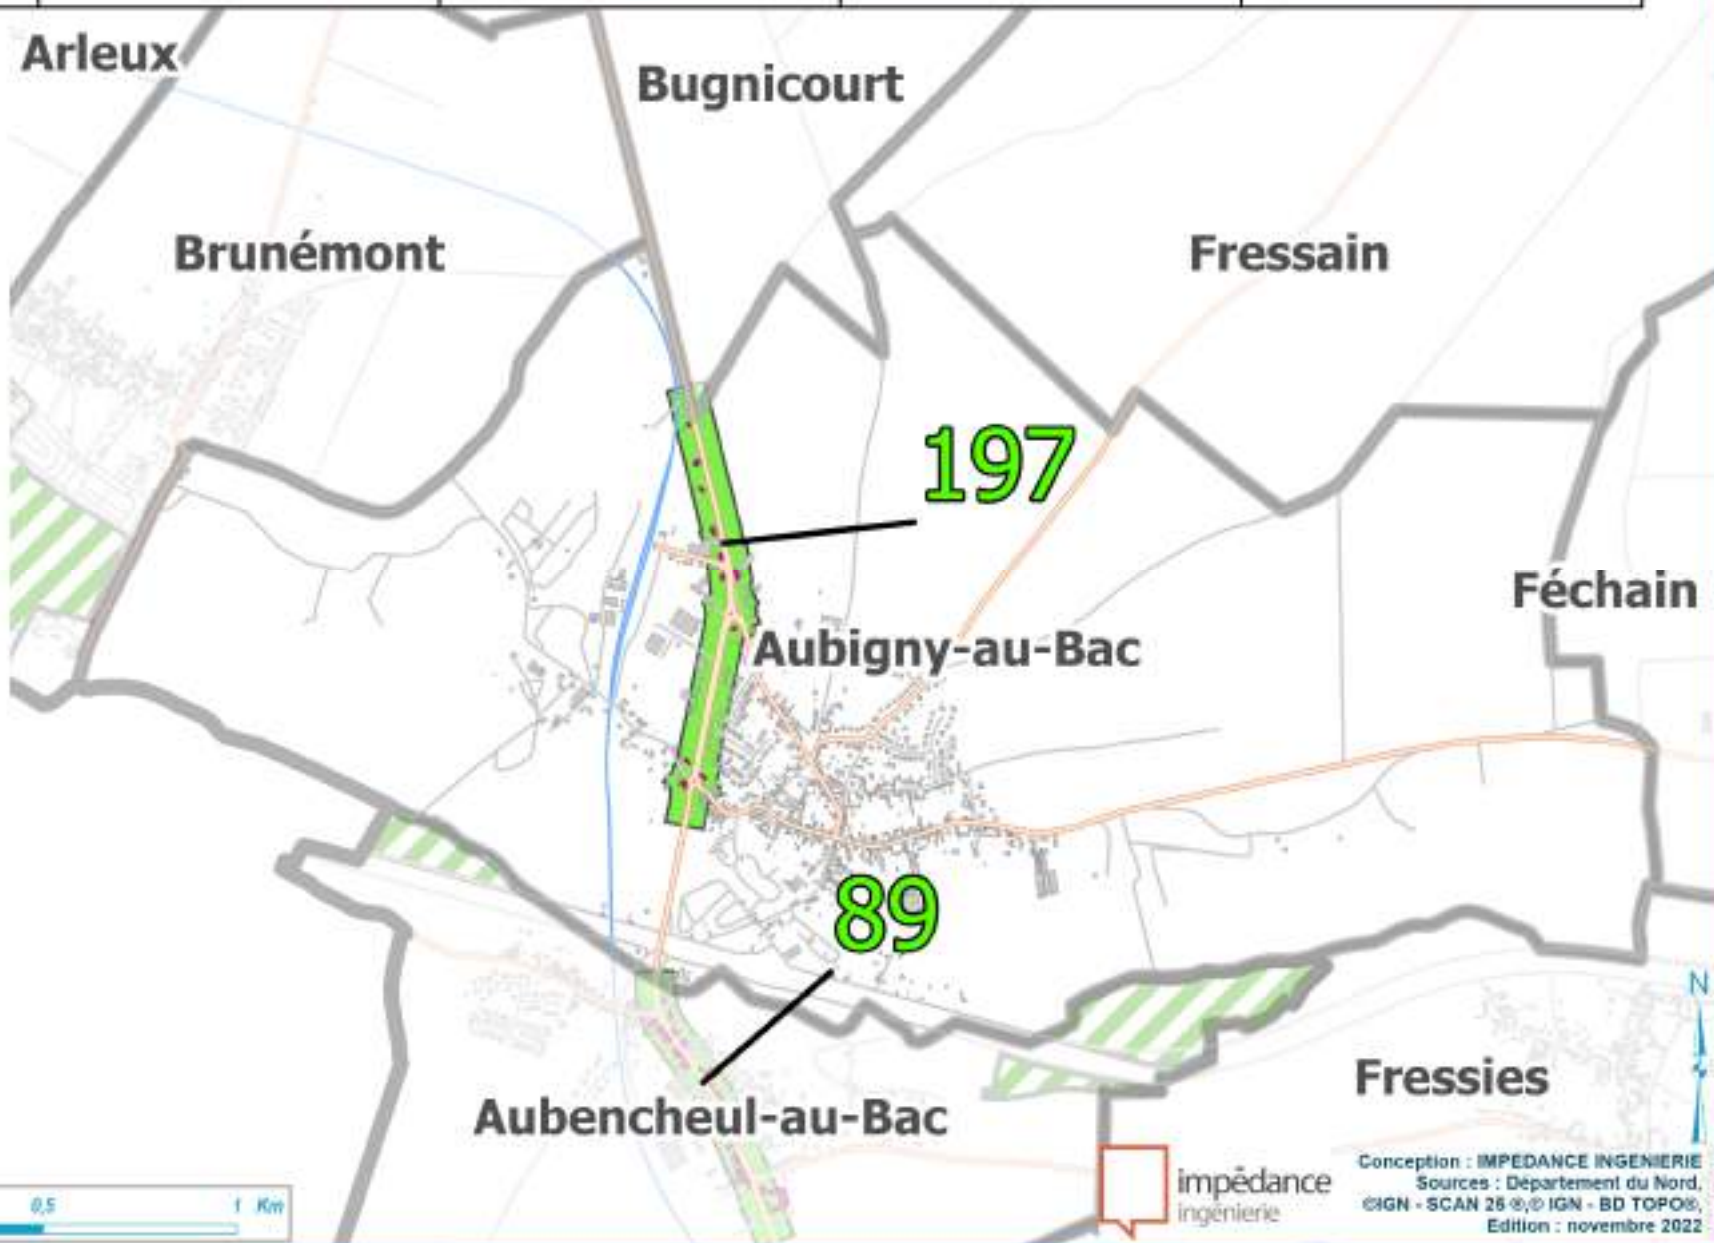 Arleux
Bugnicourt
Brunémont
Fressain
197
Féchain
Aubigny-au-Bac
89
N
Fressies
Aubencheul-au-Bac
impédance
ingénierie
Conception : IMPEDANCE INGENIERIE
Sources : Département du Nord,
©IGN - SCAN 25 ®,© IGN - BD TOPO®,
Edition : novembre 2022
0,5 1 Km